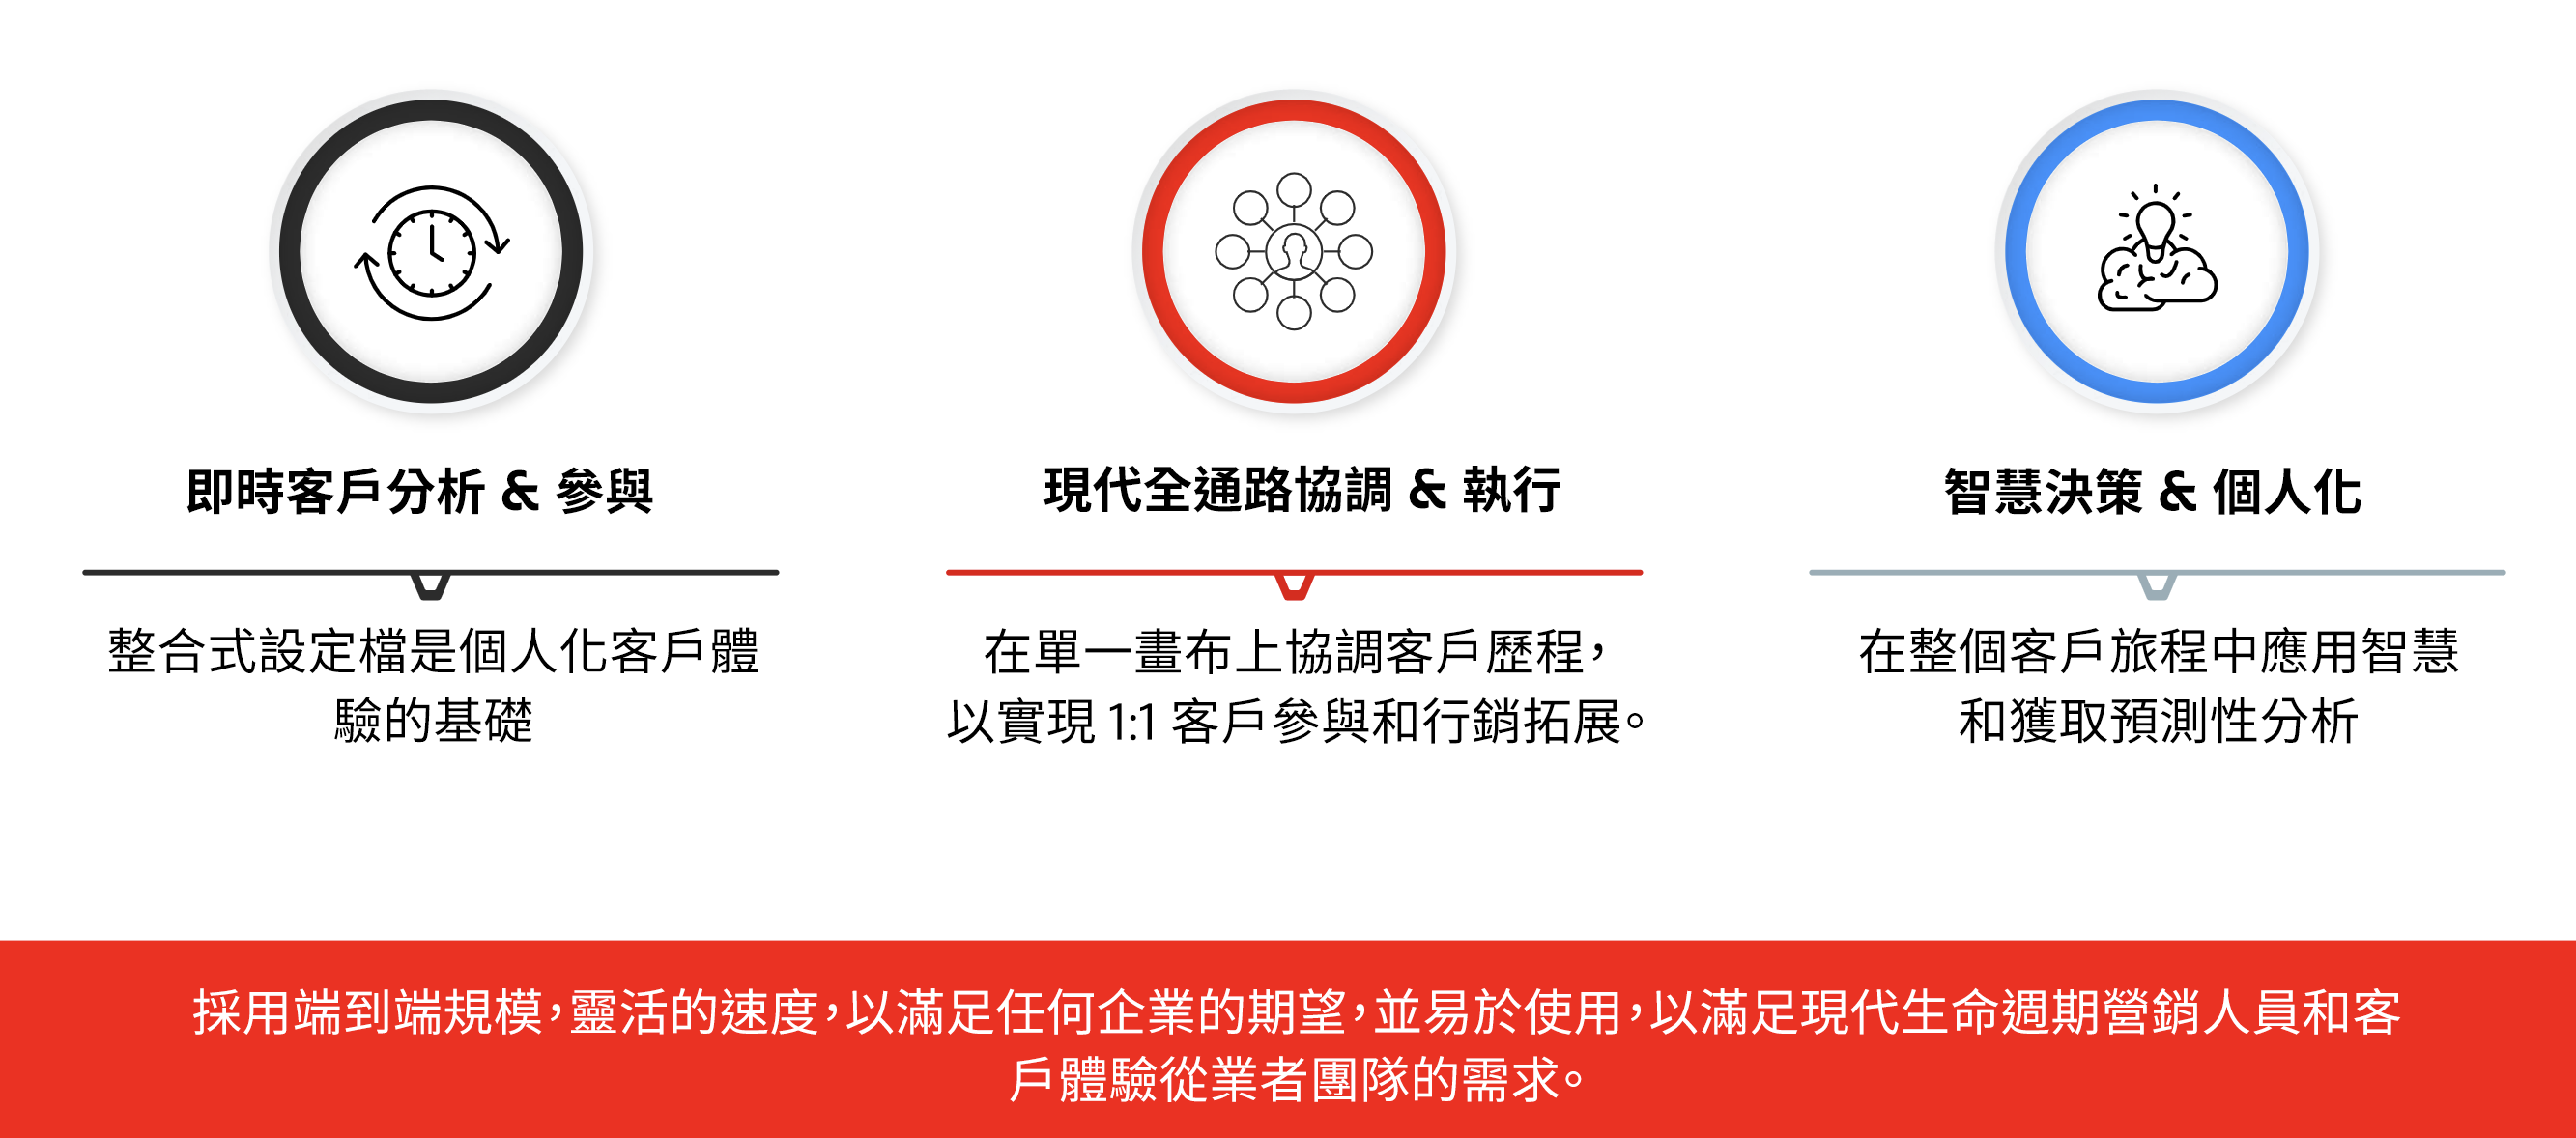 即時客戶分析 & 參與
整合式設定檔是個人化客戶體
驗的基礎
現代全通路協調 & 執行
在單一畫布上協調客戶歷程，
以實現 1:1 客戶參與和行銷拓展。
智慧決策 & 個人化
在整個客戶旅程中應用智慧
和獲取預測性分析
採用端到端規模，靈活的速度，以滿足任何企業的期望，並易於使用，以滿足現代生命週期營銷人員和客
戶體驗從業者團隊的需求。